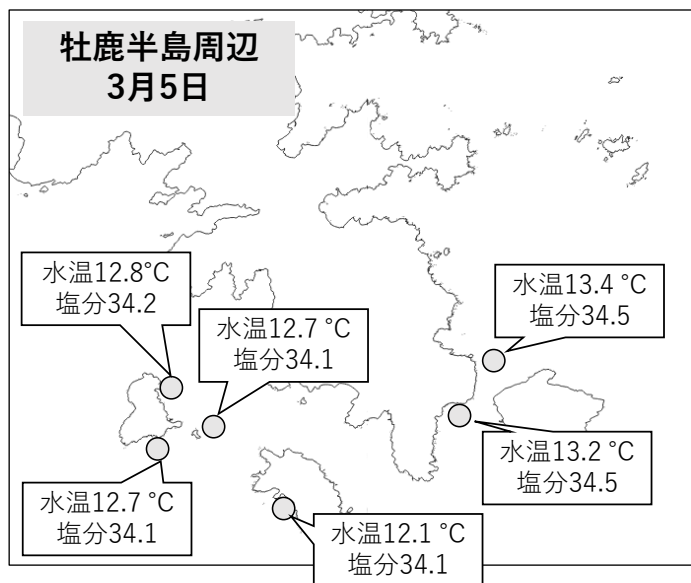 牡鹿半島周辺
3月5日
水温12.8°C
塩分34.2
水温12.7 °C
塩分34.1
水温13.4 °C
塩分34.5
水温13.2 °C
塩分34.5
水温12.7 °C
塩分34.1
水温12.1 °C
塩分34.1